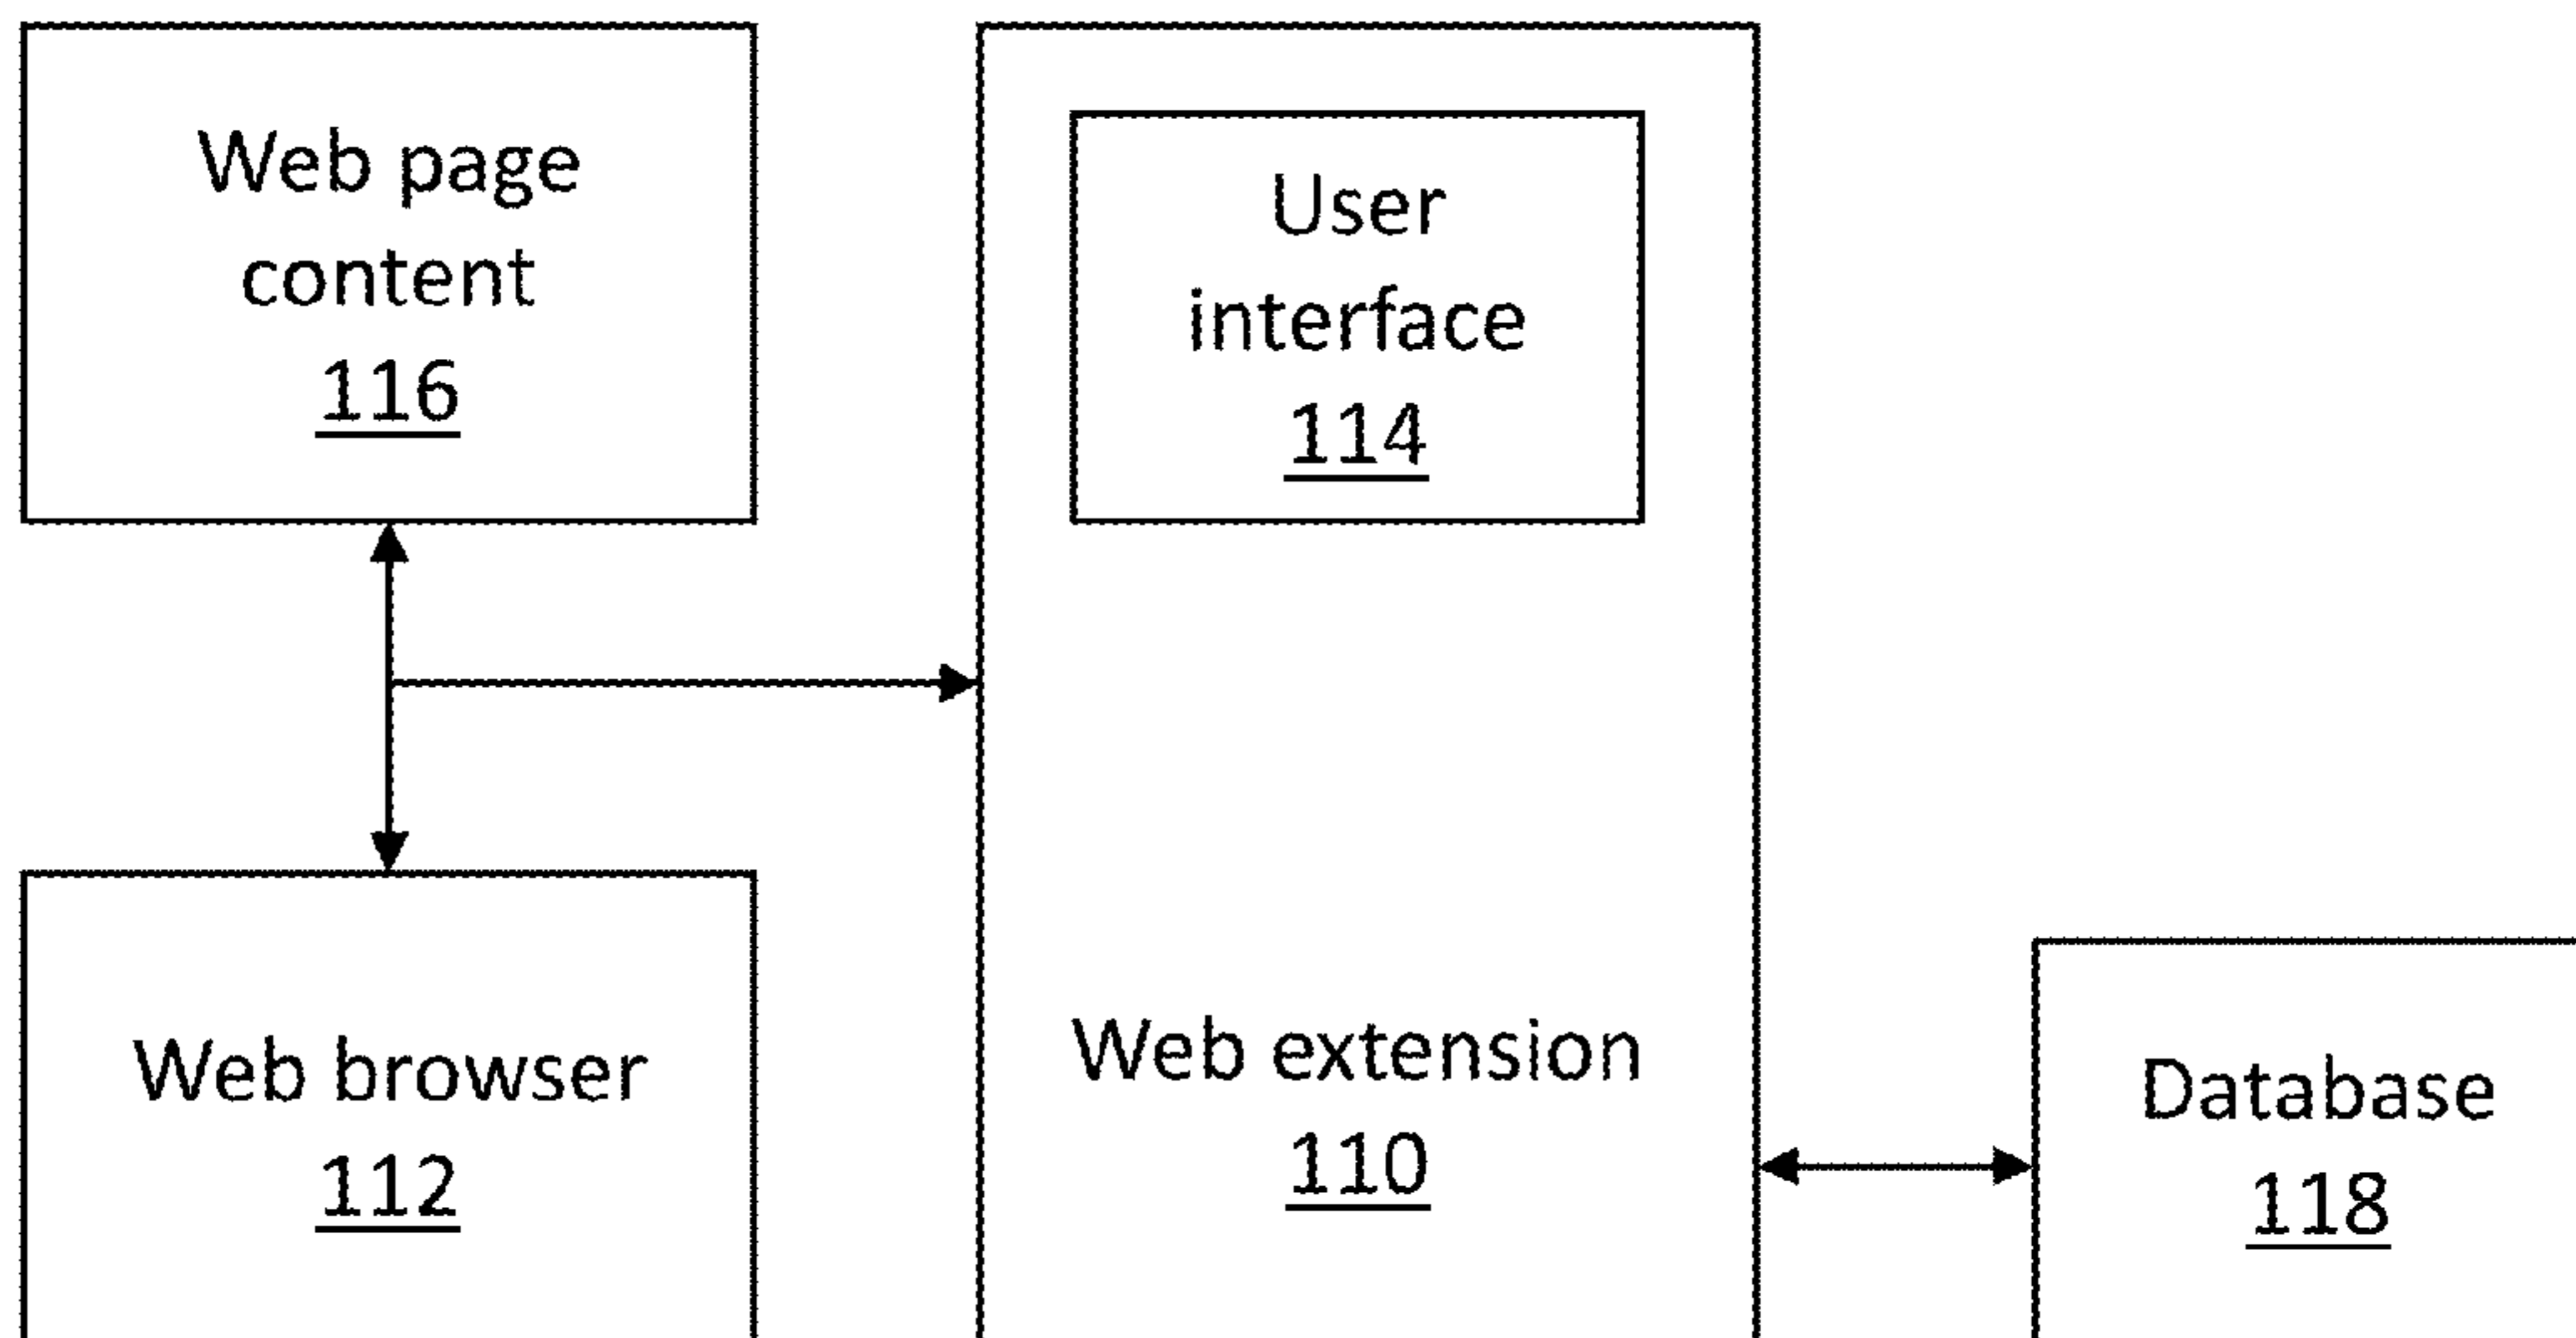 Web page
content
116
User
interface
114
Web browser
112
Web extension
110
Database
118